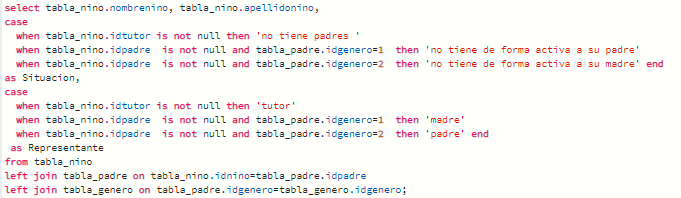 select tabla_nino.nombrenino, tabla_nino.apellidonino,
case
when tabla_nino.idtutor is not null then 'no tiene padres '
when tabla_nino.idpadre  is not null and tabla_padre.idgenero=1  then 'no tiene de forma activa a su padre'
when tabla_nino.idpadre  is not null and tabla_padre.idgenero=2  then 'no tiene de forma activa a su madre' end
as Situacion,
case
when tabla_nino.idtutor is not null then 'tutor'
when tabla_nino.idpadre  is not null and tabla_padre.idgenero=1  then 'madre'
when tabla_nino.idpadre  is not null and tabla_padre.idgenero=2  then 'padre' end
as Representante
from tabla_nino
left join tabla_padre on tabla_nino.idnino=tabla_padre.idpadre
left join tabla_genero on tabla_padre.idgenero=tabla_genero.idgenero;